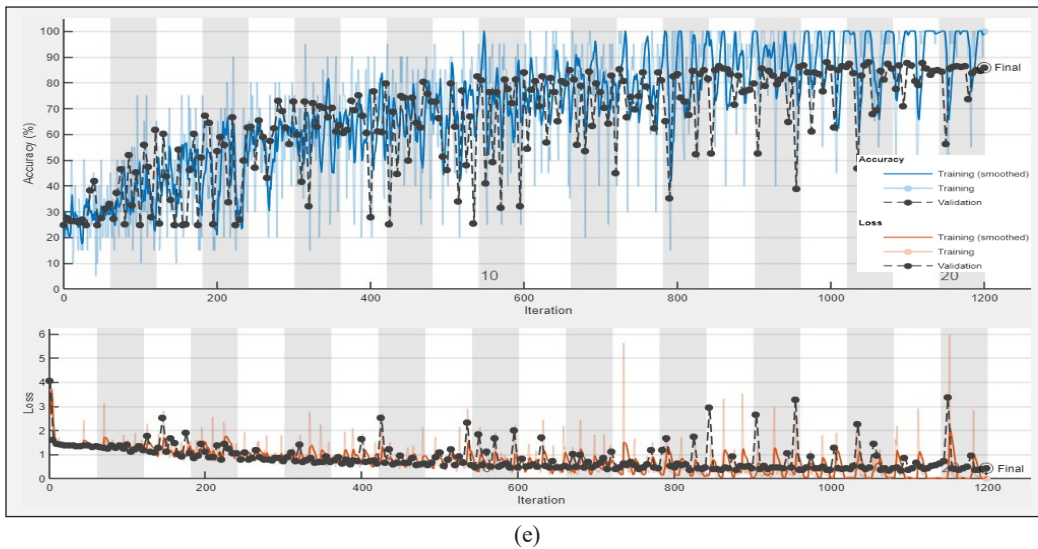 100
90
80
70
60
50
40
30
20
10
0
Accuracy (%)
Final
Accuracy
Training (smoothed)
Training
Validation
Loss
Training (smoothed)
Training
Validation
10
20
0
200
400
600
800
1000
1200
Iteration
6
5
4
3
2
1
0
Loss
Final
200
400
600
800
1000
1200
Iteration
(e)